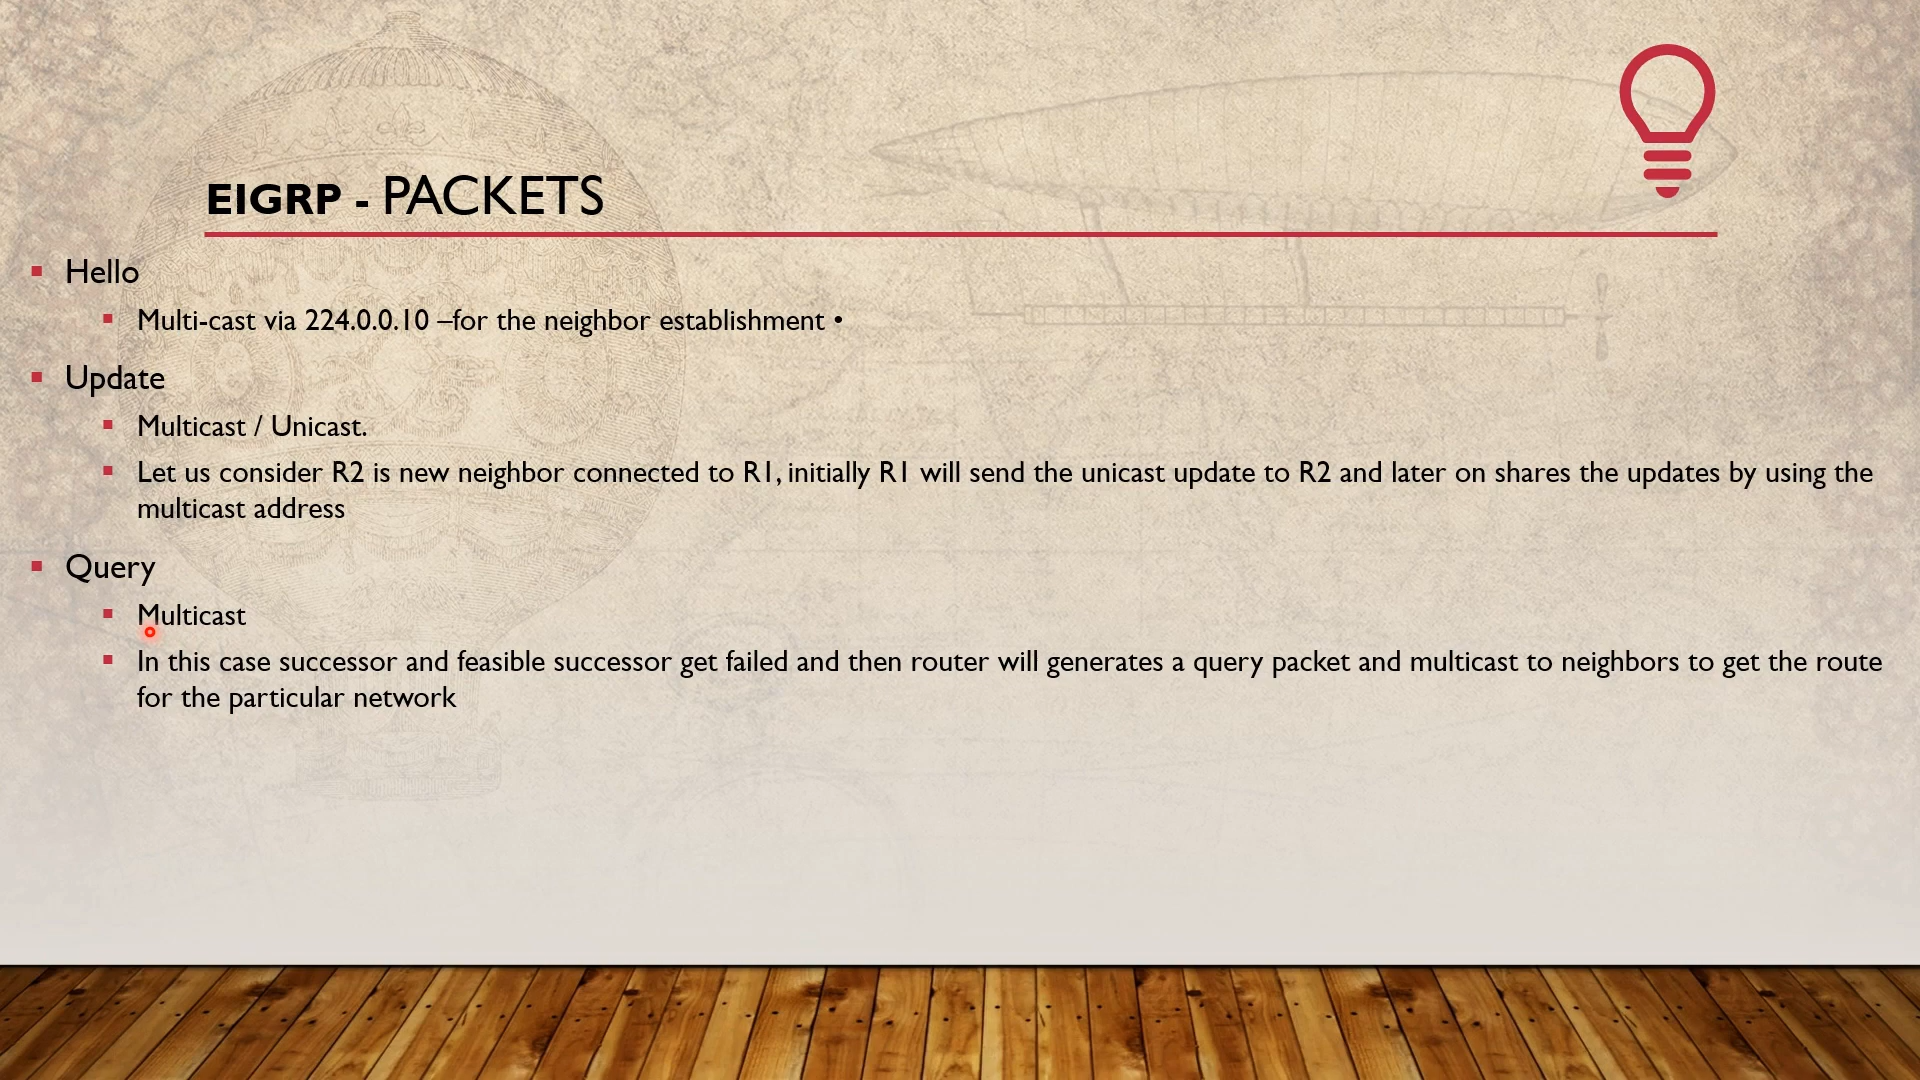 EIGRP - PACKETS
Hello
Multi-cast via 224.0.0.10 –for the neighbor establishment •
Update
Multicast / Unicast.
Let us consider R2 is new neighbor connected to R1, initially R1 will send the unicast update to R2 and later on shares the updates by using the
multicast address
Query
Multicast
In this case successor and feasible successor get failed and then router will generates a query packet and multicast to neighbors to get the route
for the particular network